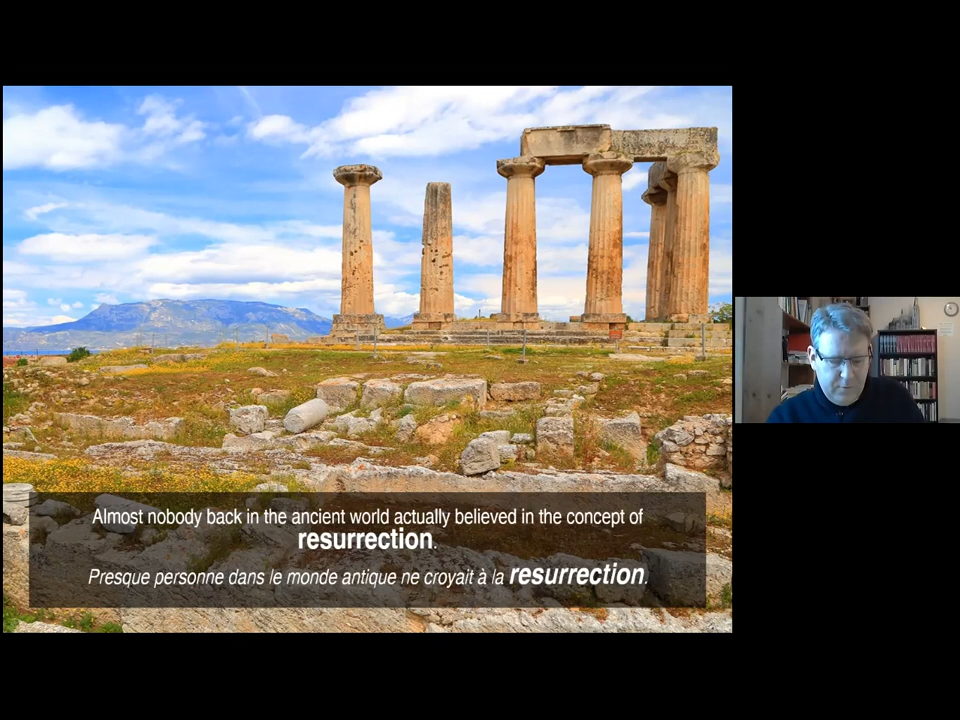 Almost nobody back in the ancient world actually believed in the concept of
resurrection.
Presque personne dans le monde antique ne croyait à la resurrection.